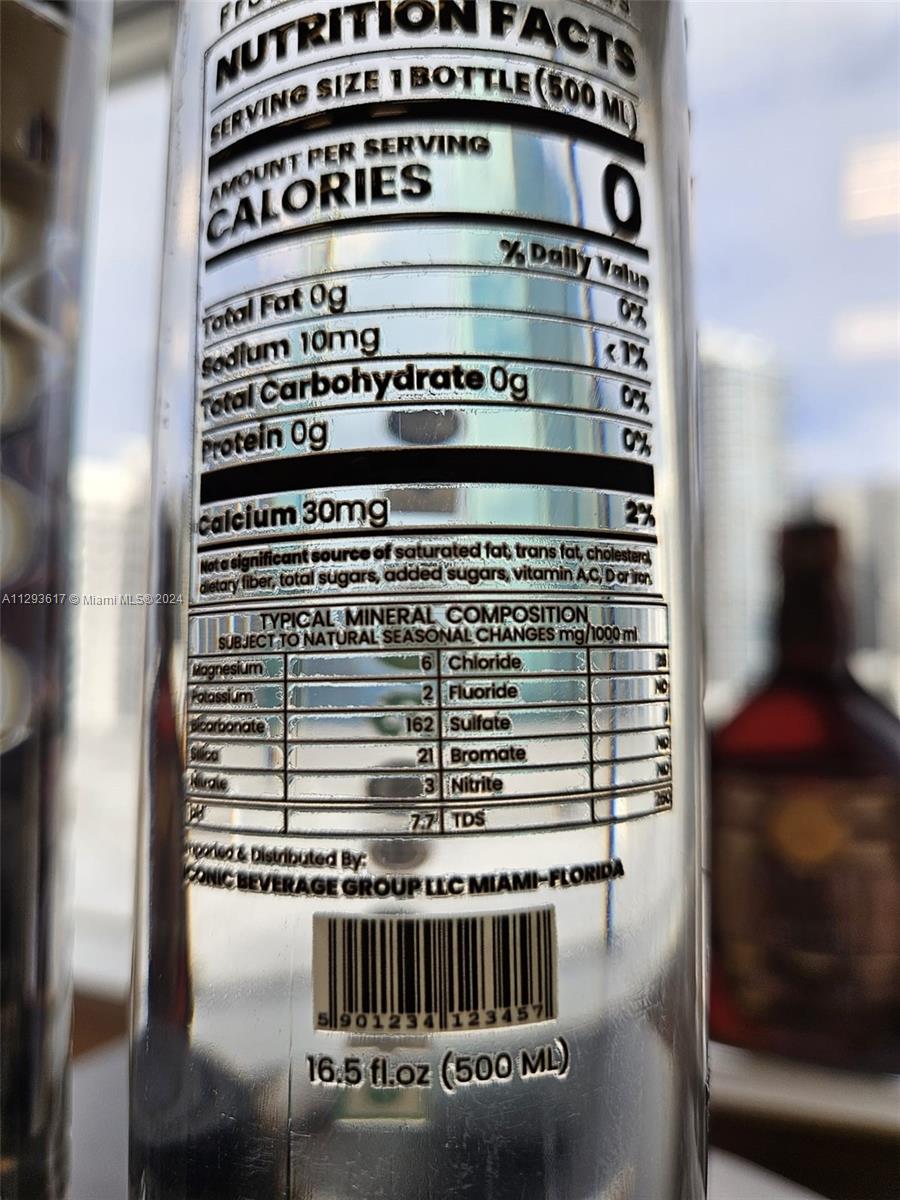 NUTRITION FACTS
SERVING SIZE 1 BOTTLE (500 ML)
AMOUNT PER SERVING
CALORIES 0
% Daily Value
Total Fat 0g 0%
Sodium 10mg <1%
Total Carbohydrate 0g 0%
Protein 0g 0%
Calcium 30mg 2%
Not a significant source of saturated fat, trans fat, cholesterol,
dietary fiber, total sugars, added sugars, vitamin A,C, D or iron.
A11293617 © Miami MLS® 2024
TYPICAL MINERAL COMPOSITION
SUBJECT TO NATURAL SEASONAL CHANGES mg/1000 ml
Magnesium 6 Chloride
Potassium 2 Fluoride ND
Bicarbonate 162 Sulfate
Silica 21 Bromate ND
Nitrate 3 Nitrite ND
pH 7.7 TDS 260
Imported & Distributed By:
ICONIC BEVERAGE GROUP LLC MIAMI-FLORIDA
5 901234 123457
16.5 fl.oz (500 ML)